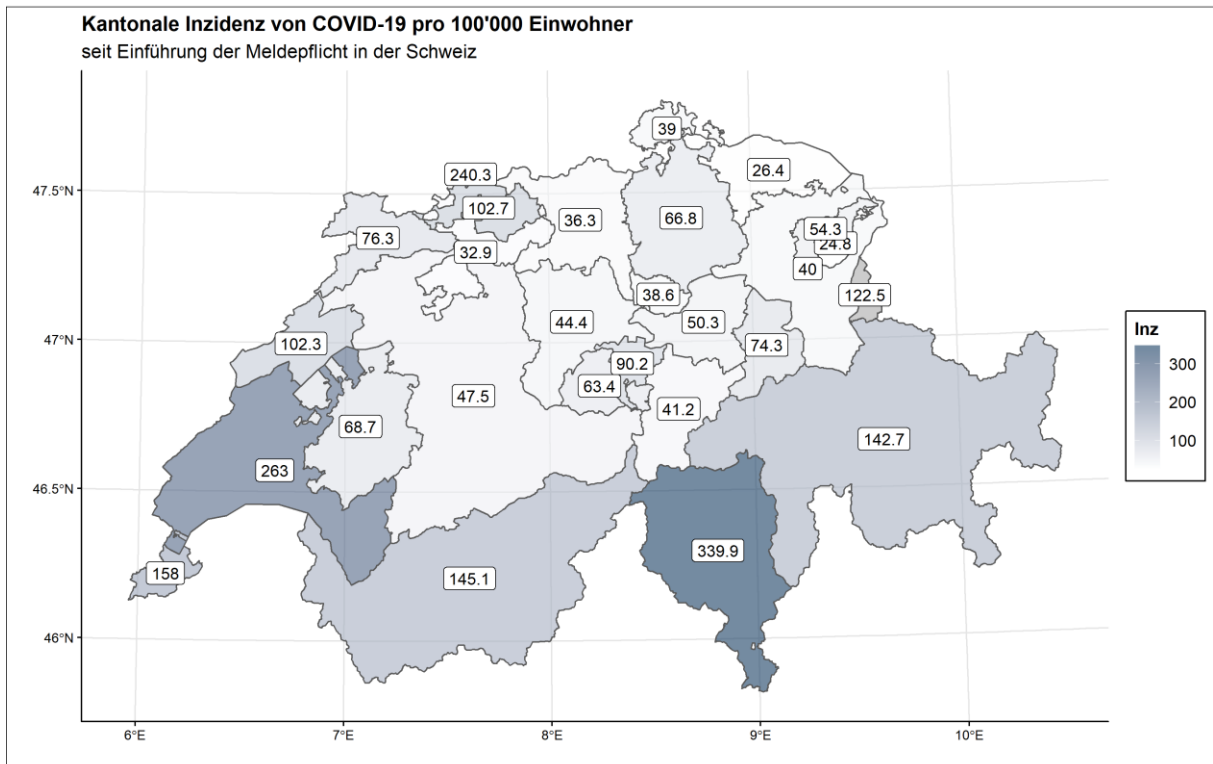 Kantonale Inzidenz von COVID-19 pro 100'000 Einwohner
seit Einführung der Meldepflicht in der Schweiz
39
26.4
240.3
47.5°N
102.7
36.3
66.8
54.3
24.8
76.3
32.9
40
38.6
122.5
44.4
50.3
47°N
102.3
74.3
90.2
63.4
47.5
41.2
68.7
142.7
263
46.5°N
339.9
158
145.1
46°N
6°E
7°E
8°E
9°E
10°E
Inz
300
200
100